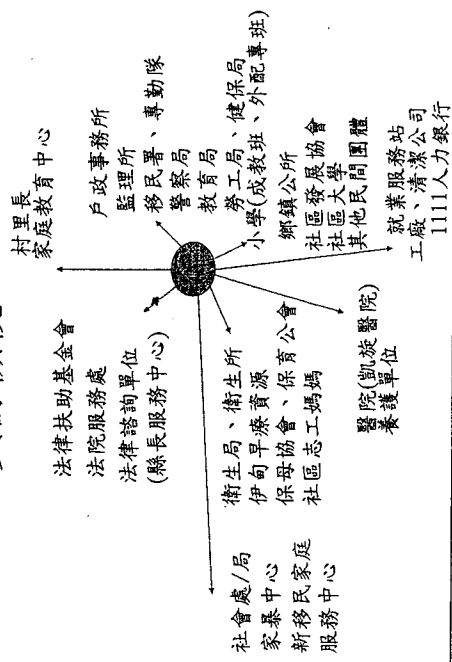 村里長
家庭教育中心
戶政事務所
監理所
移民署、專勤隊
警察局
教育局
勞工局、健保局
小學(成教班、外配專班)
鄉鎮公所
社區發展協會
社區大學
其他民間團體
就業服務站
工廠、清潔公司
1111人力銀行
醫院(凱旋醫院)
養護單位
衛生局、衛生所
伊甸早療資源
保母協會、保育公會
社區志工媽媽
社會處/局
家暴中心
新移民家庭
服務中心
法律扶助基金會
法院服務處
法律諮詢單位
(縣長服務中心)